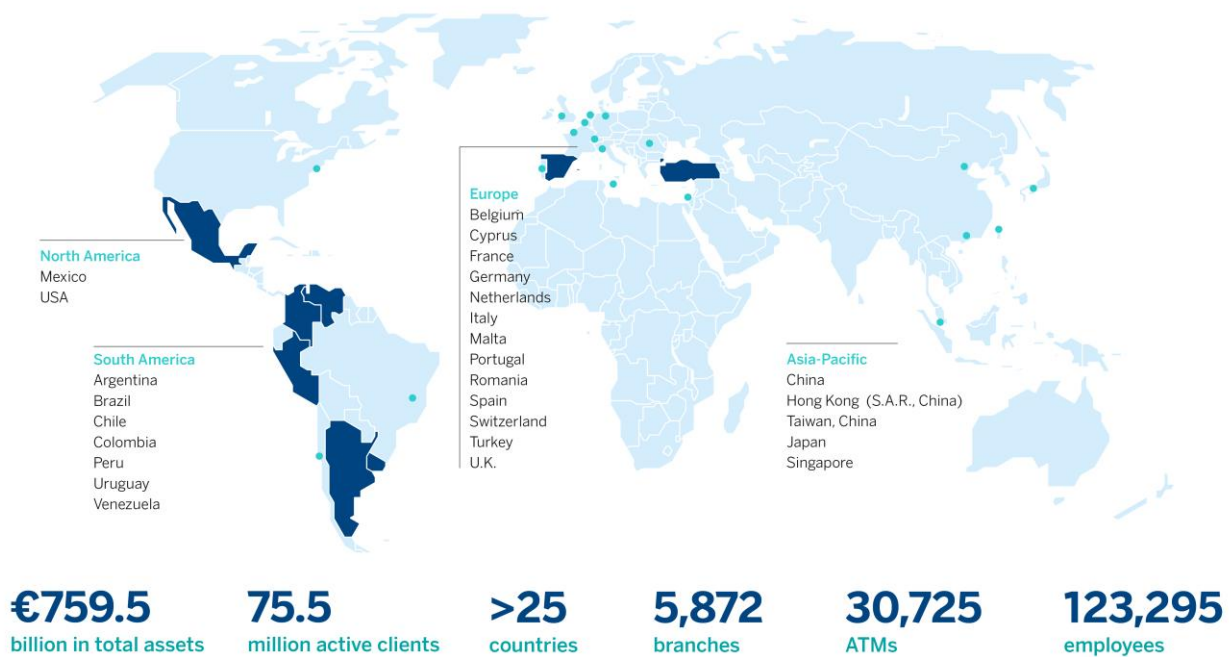 North America
Mexico
USA
South America
Argentina
Brazil
Chile
Colombia
Peru
Uruguay
Venezuela
Europe
Belgium
Cyprus
France
Germany
Netherlands
Italy
Malta
Portugal
Romania
Spain
Switzerland
Turkey
U.K.
Asia-Pacific
China
Hong Kong (S.A.R., China)
Taiwan, China
Japan
Singapore
€759.5
billion in total assets
75.5
million active clients
>25
countries
5,872
branches
30,725
ATMs
123,295
employees